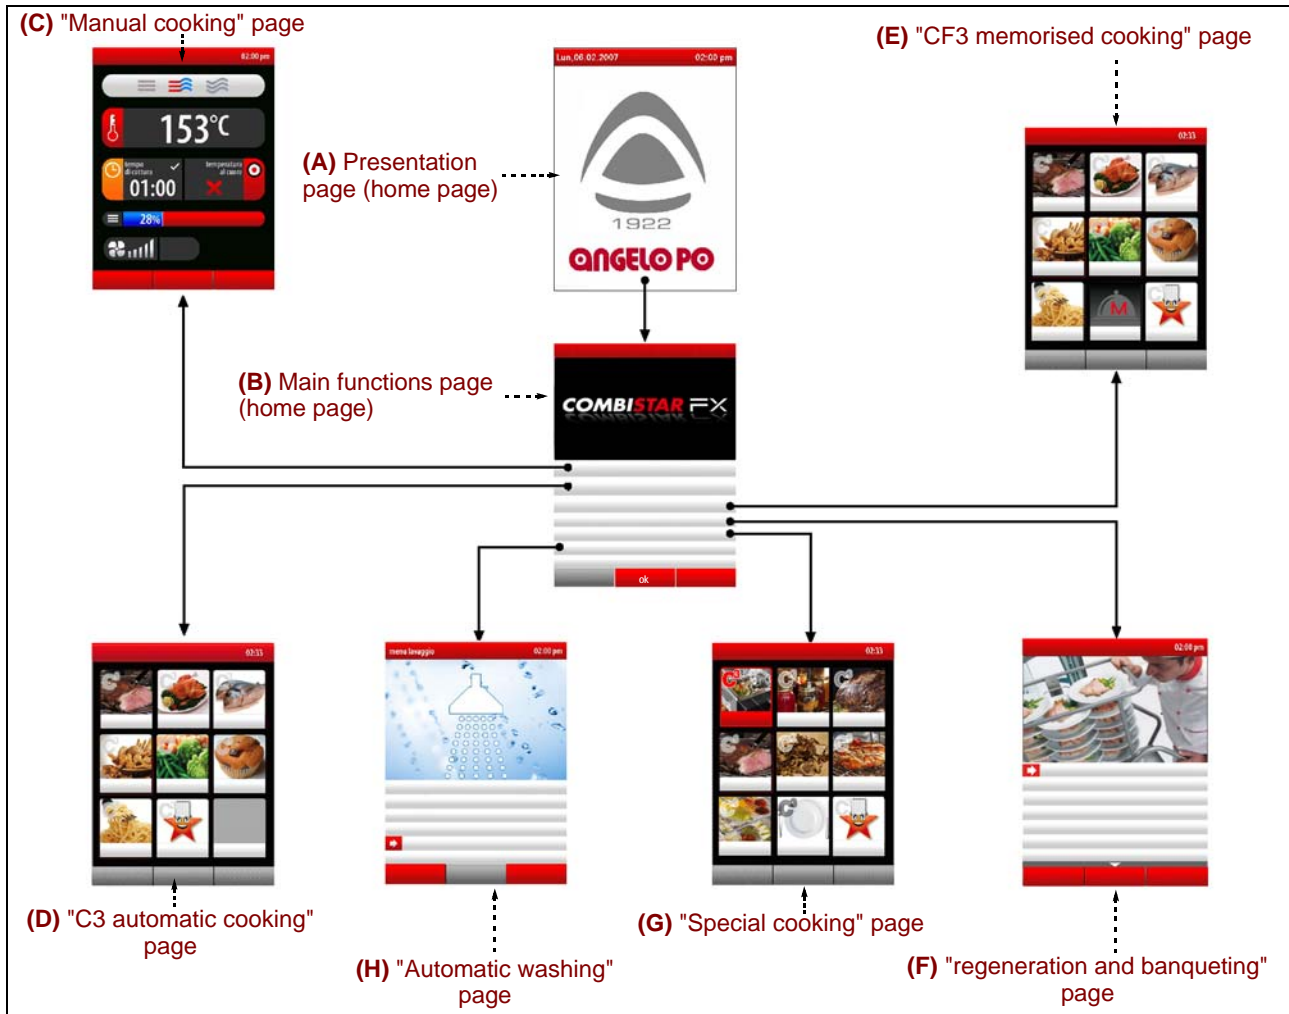 (C) "Manual cooking" page
02:00 pm
153°C
tempo
di cottura
01:00
temperatura
al cuore
28%
Lun,06.02.2007 02:00 pm
1922
ANGELO PO
(A) Presentation
page (home page)
(E) "CF3 memorised cooking" page
02:33
M
(B) Main functions page
(home page)
COMBISTAR FX
ok
02:33
(D) "C3 automatic cooking"
page
menu lavaggio 02:00 pm
(H) "Automatic washing"
page
02:33
(G) "Special cooking" page
02:00 pm
(F) "regeneration and banqueting"
page